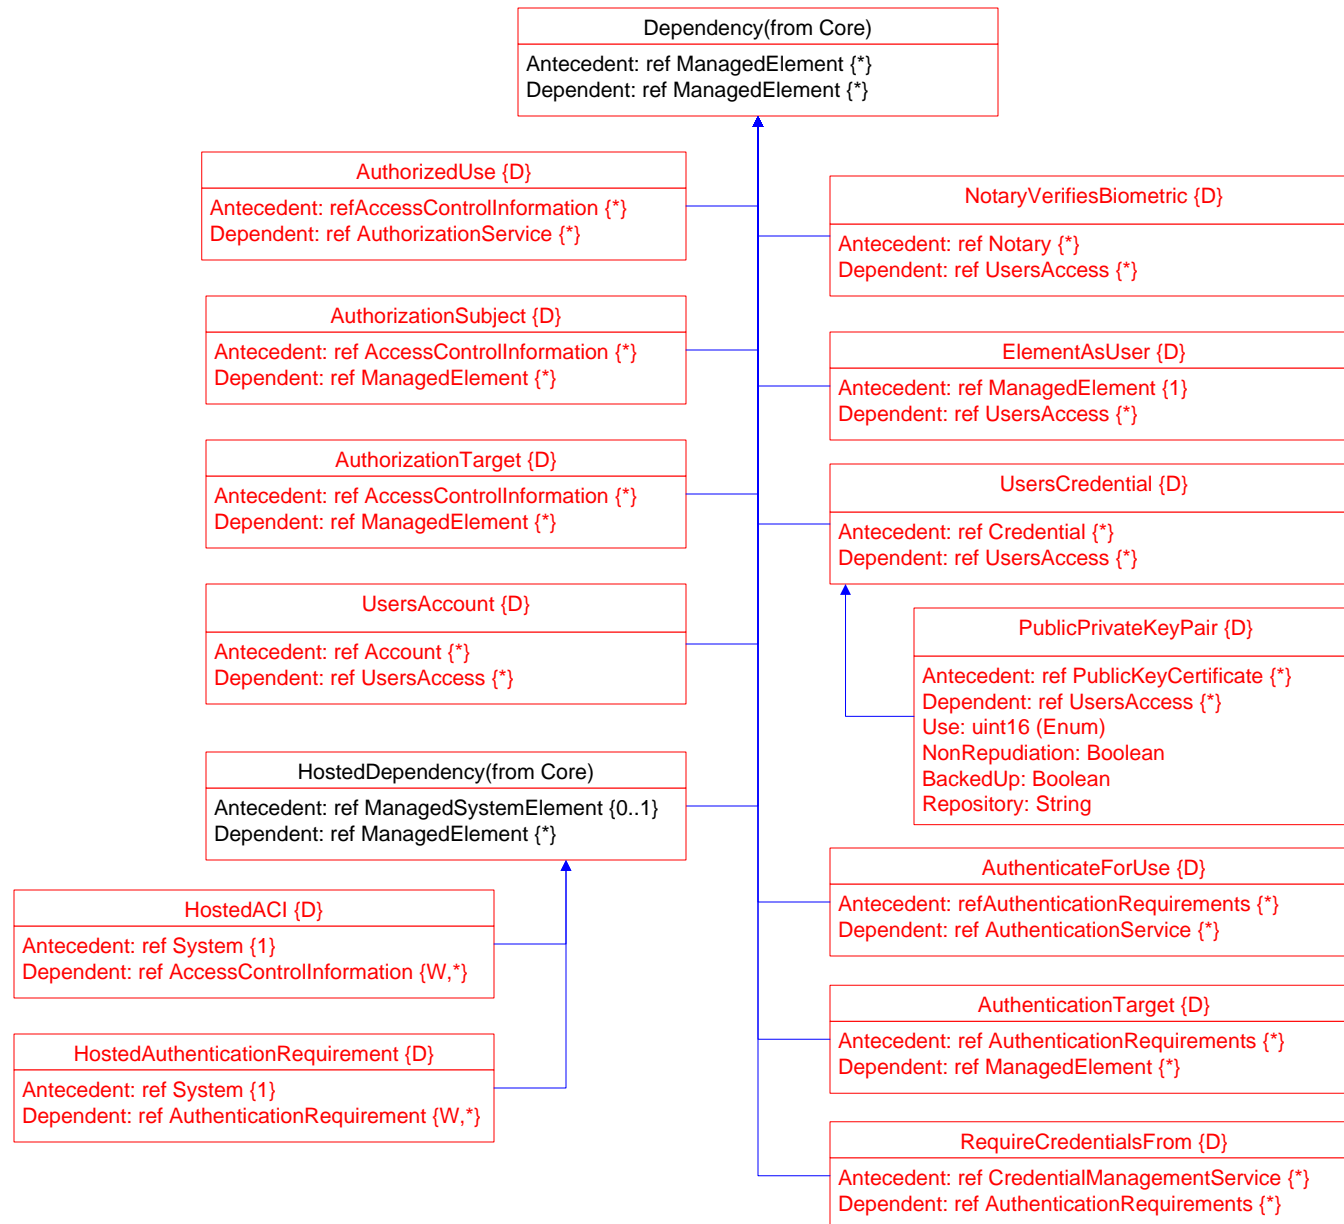 Dependency(from Core)
Antecedent: ref ManagedElement {*}
Dependent: ref ManagedElement {*}
AuthorizedUse {D}
Antecedent: refAccessControlInformation {*}
Dependent: ref AuthorizationService {*}
NotaryVerifiesBiometric {D}
Antecedent: ref Notary {*}
Dependent: ref UsersAccess {*}
AuthorizationSubject {D}
Antecedent: ref AccessControlInformation {*}
Dependent: ref ManagedElement {*}
ElementAsUser {D}
Antecedent: ref ManagedElement {1}
Dependent: ref UsersAccess {*}
AuthorizationTarget {D}
Antecedent: ref AccessControlInformation {*}
Dependent: ref ManagedElement {*}
UsersCredential {D}
Antecedent: ref Credential {*}
Dependent: ref UsersAccess {*}
UsersAccount {D}
Antecedent: ref Account {*}
Dependent: ref UsersAccess {*}
PublicPrivateKeyPair {D}
Antecedent: ref PublicKeyCertificate {*}
Dependent: ref UsersAccess {*}
Use: uint16 (Enum)
NonRepudiation: Boolean
BackedUp: Boolean
Repository: String
HostedDependency(from Core)
Antecedent: ref ManagedSystemElement {0..1}
Dependent: ref ManagedElement {*}
AuthenticateForUse {D}
Antecedent: refAuthenticationRequirements {*}
Dependent: ref AuthenticationService {*}
HostedACI {D}
Antecedent: ref System {1}
Dependent: ref AccessControlInformation {W,*}
AuthenticationTarget {D}
Antecedent: ref AuthenticationRequirements {*}
Dependent: ref ManagedElement {*}
HostedAuthenticationRequirement {D}
Antecedent: ref System {1}
Dependent: ref AuthenticationRequirement {W,*}
RequireCredentialsFrom {D}
Antecedent: ref CredentialManagementService {*}
Dependent: ref AuthenticationRequirements {*}